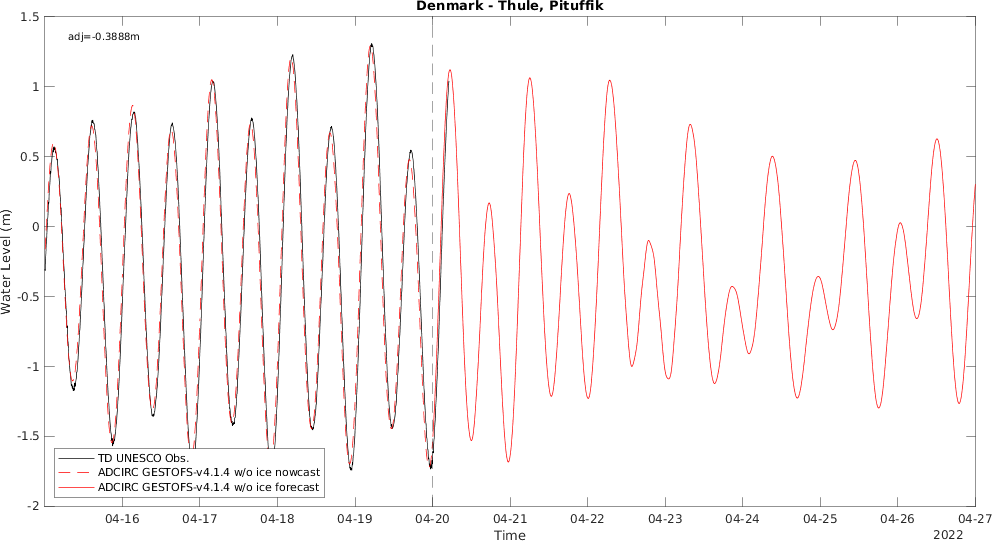 Denmark - Thule, Pituffik
adj=-0.3888m
1.5
1
0.5
0
-0.5
-1
-1.5
-2
Water Level (m)
TD UNESCO Obs.
ADCIRC GESTOFS-v4.1.4 w/o ice nowcast
ADCIRC GESTOFS-v4.1.4 w/o ice forecast
04-16 04-17 04-18 04-19 04-20 04-21 04-22 04-23 04-24 04-25 04-26 04-27
Time
2022